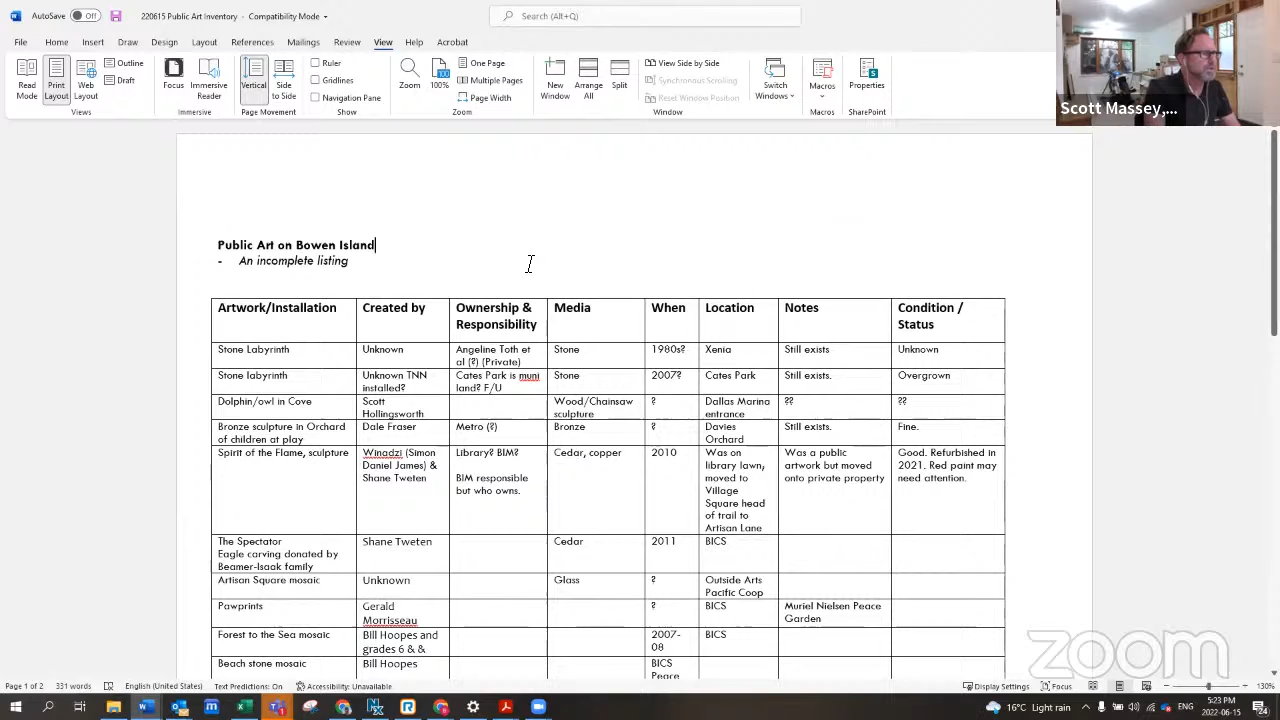 AutoSave Off 220615 Public Art Inventory - Compatibility Mode Search (Alt+Q)
File Home Insert Draw Design Layout References Mailings Review View Help Acrobat
Read Mode Print Layout Web Layout Outline Draft Focus Immersive Reader Vertical Side to Side Ruler Gridlines Navigation Pane Zoom 100% One Page Multiple Pages Page Width New Window Arrange All Split View Side by Side Synchronous Scrolling Reset Window Position Switch Windows Macros Properties
Views Immersive Page Movement Show Zoom Window Macros SharePoint
Scott Massey,...
Public Art on Bowen Island
- An incomplete listing
Artwork/Installation Created by Ownership & Responsibility Media When Location Notes Condition / Status
Stone Labyrinth Unknown Angeline Toth et al (?) (Private) Stone 1980s? Xenia Still exists Unknown
Stone labyrinth Unknown TNN installed? Cates Park is muni land? F/U Stone 2007? Cates Park Still exists. Overgrown
Dolphin/owl in Cove Scott Hollingsworth Wood/Chainsaw sculpture ? Dallas Marina entrance ?? ??
Bronze sculpture in Orchard of children at play Dale Fraser Metro (?) Bronze ? Davies Orchard Still exists. Fine.
Spirit of the Flame, sculpture Winadzi (Simon Daniel James) & Shane Tweten Library? BIM? BIM responsible but who owns. Cedar, copper 2010 Was on library lawn, moved to Village Square head of trail to Artisan Lane Was a public artwork but moved onto private property Good. Refurbished in 2021. Red paint may need attention.
The Spectator Eagle carving donated by Beamer-Isaak family Shane Tweten Cedar 2011 BICS
Artisan Square mosaic Unknown Glass ? Outside Arts Pacific Coop
Pawprints Gerald Morrisseau ? BICS Muriel Nielsen Peace Garden
Forest to the Sea mosaic Bill Hoopes and grades 6 & & 2007-08 BICS
Beach stone mosaic Bill Hoopes BICS Peace
zoom
Page 1 of 2 331 words English (United States) Text Predictions: On Accessibility: Unavailable Display Settings Focus 130%
16°C Light rain ENG 5:23 PM 2022-06-15 24